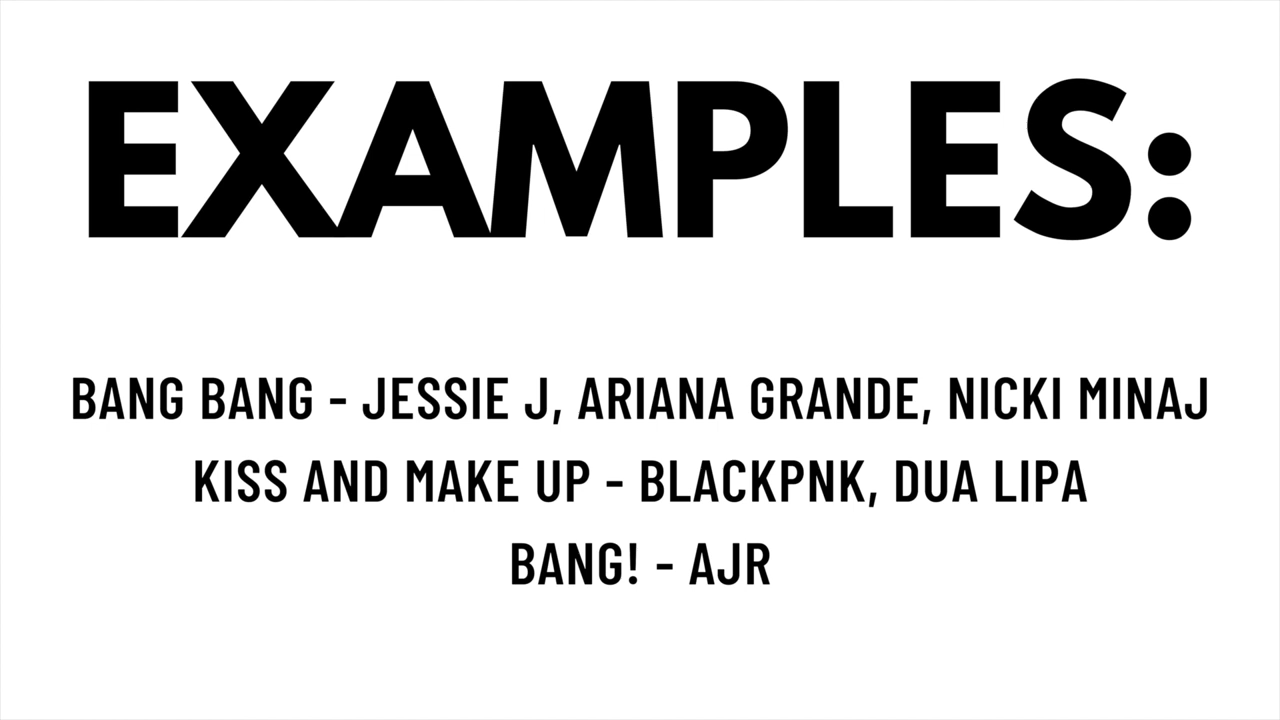 EXAMPLES:
BANG BANG - JESSIE J, ARIANA GRANDE, NICKI MINAJ
KISS AND MAKE UP - BLACKPNK, DUA LIPA
BANG! - AJR